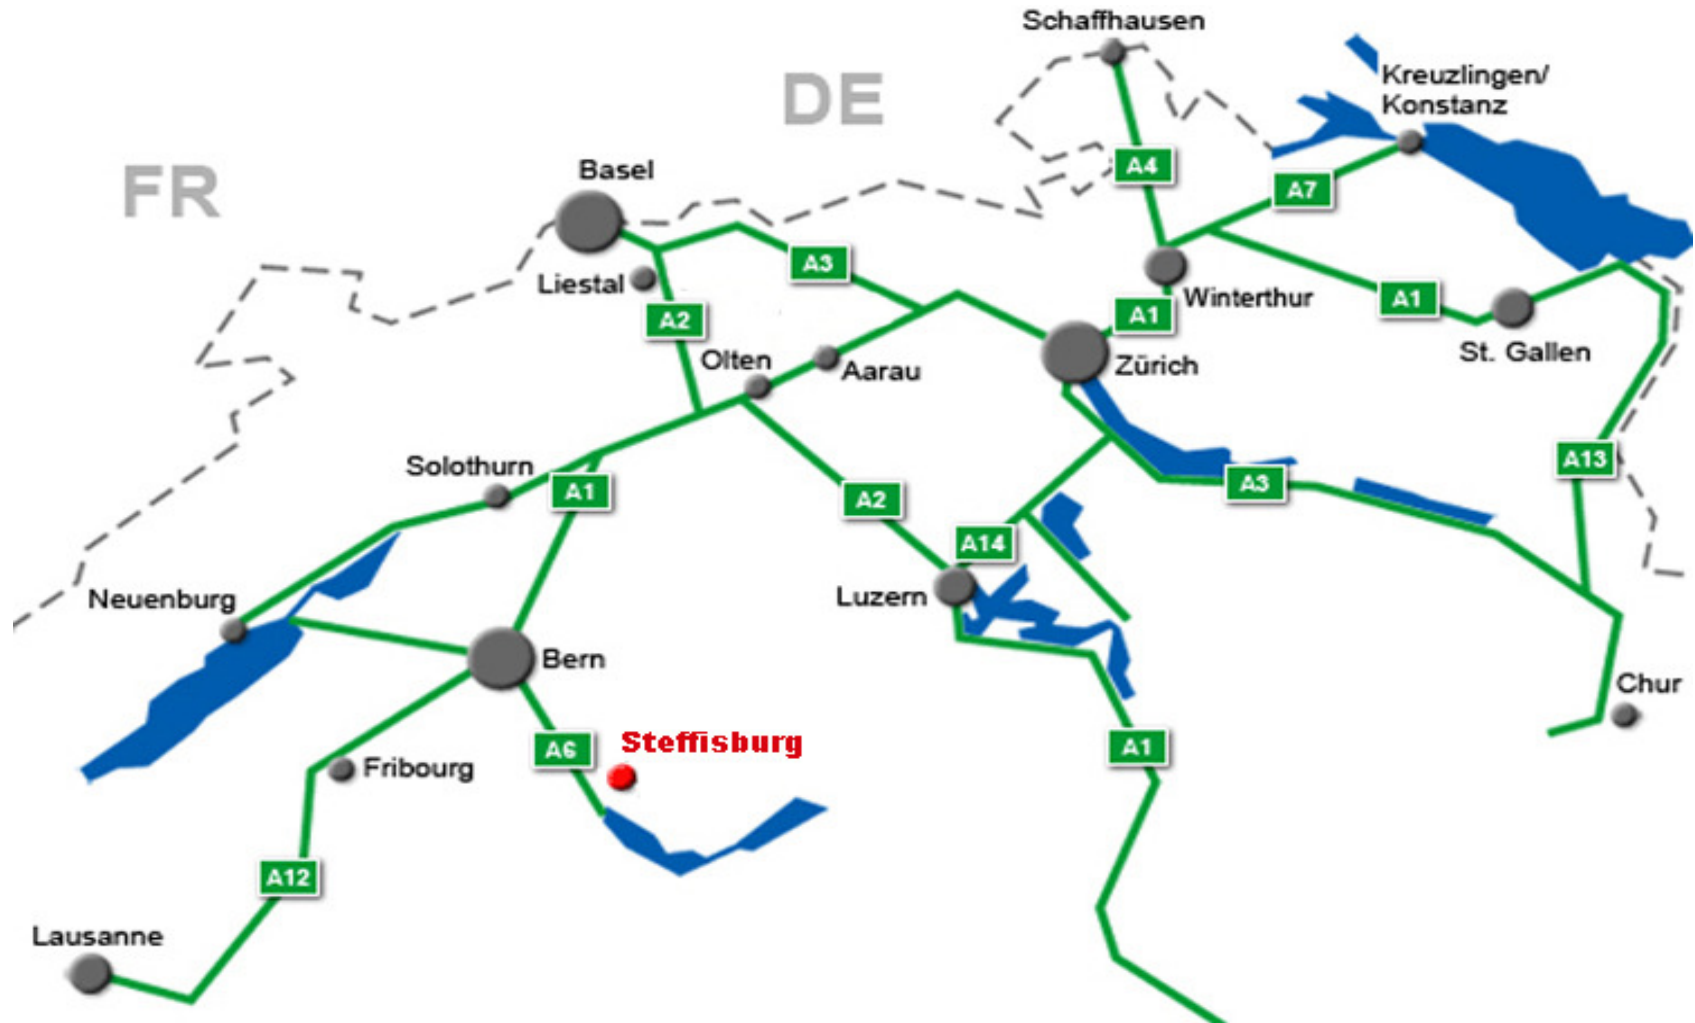 Schaffhausen
DE
Kreuzlingen/
Konstanz
FR
Basel
A4
A7
A3
Liestal
Winterthur
A2
A1
A1
Olten
Aarau
Zürich
St. Gallen
Solothurn
A13
A1
A2
A3
A14
Neuenburg
Luzern
Bern
Chur
A6
Steffisburg
A1
Fribourg
A12
Lausanne